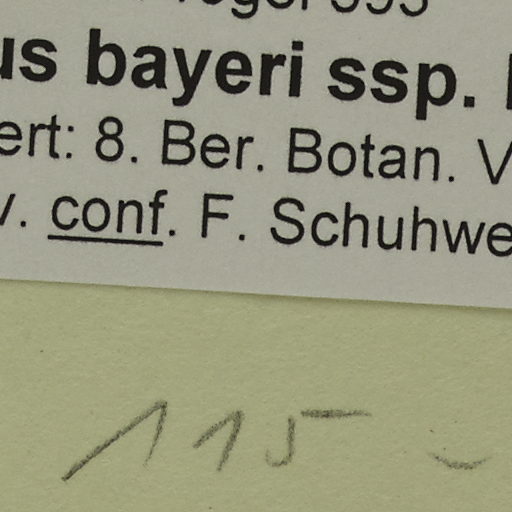 us bayeri ssp.
ert: 8. Ber. Botan. V
v. conf. F. Schuhwe
115